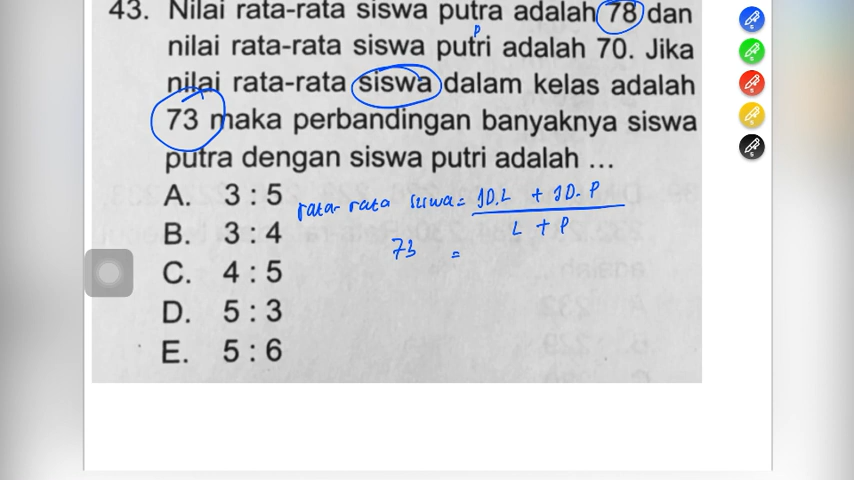 43. Nilai rata-rata siswa putra adalah 78 dan
P
nilai rata-rata siswa putri adalah 70. Jika
nilai rata-rata siswa dalam kelas adalah
73 maka perbandingan banyaknya siswa
putra dengan siswa putri adalah ...
A. 3 : 5
rata-rata siswa = JD.L + JD.P
B. 3 : 4
L + P
73 =
C. 4 : 5
D. 5 : 3
E. 5 : 6